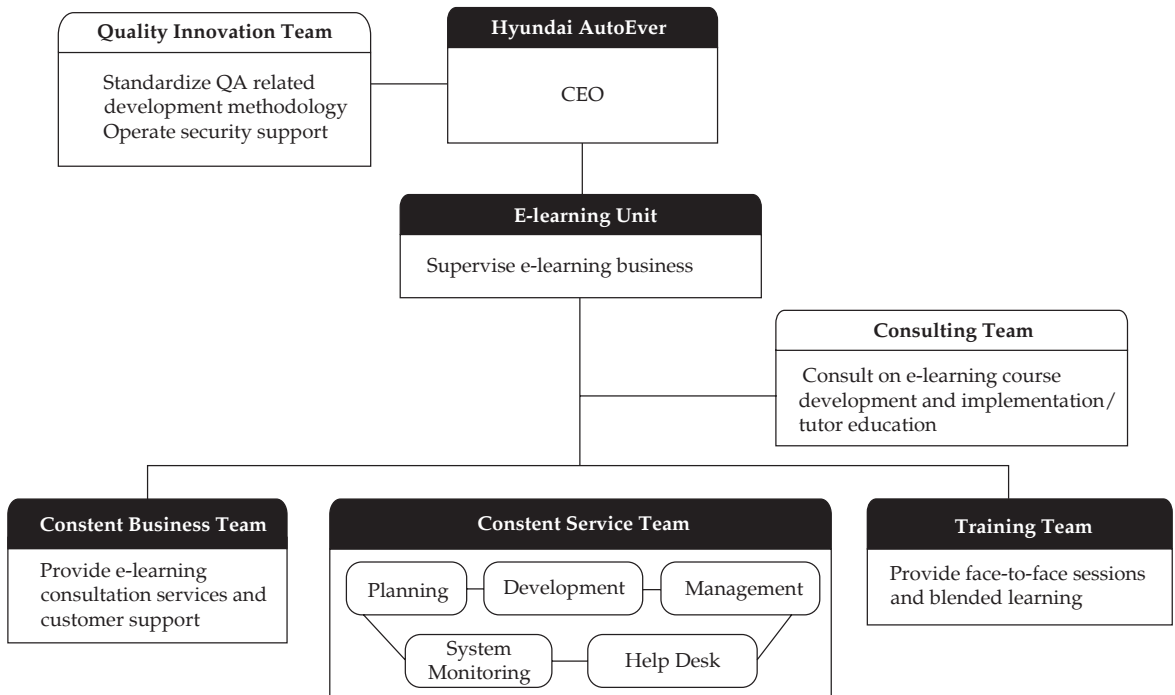 Quality Innovation Team
Standardize QA related
development methodology
Operate security support
Hyundai AutoEver
CEO
E-learning Unit
Supervise e-learning business
Consulting Team
Consult on e-learning course
development and implementation/
tutor education
Constent Business Team
Provide e-learning
consultation services and
customer support
Constent Service Team
Planning
Development
Management
System
Monitoring
Help Desk
Training Team
Provide face-to-face sessions
and blended learning